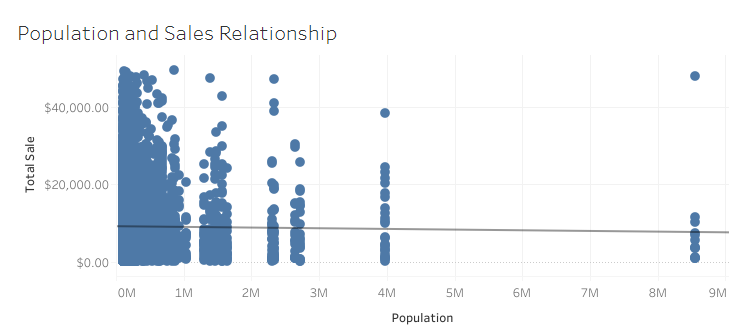 Population and Sales Relationship
Total Sale
$40,000.00
$20,000.00
$0.00
0M 1M 2M 3M 4M 5M 6M 7M 8M 9M
Population